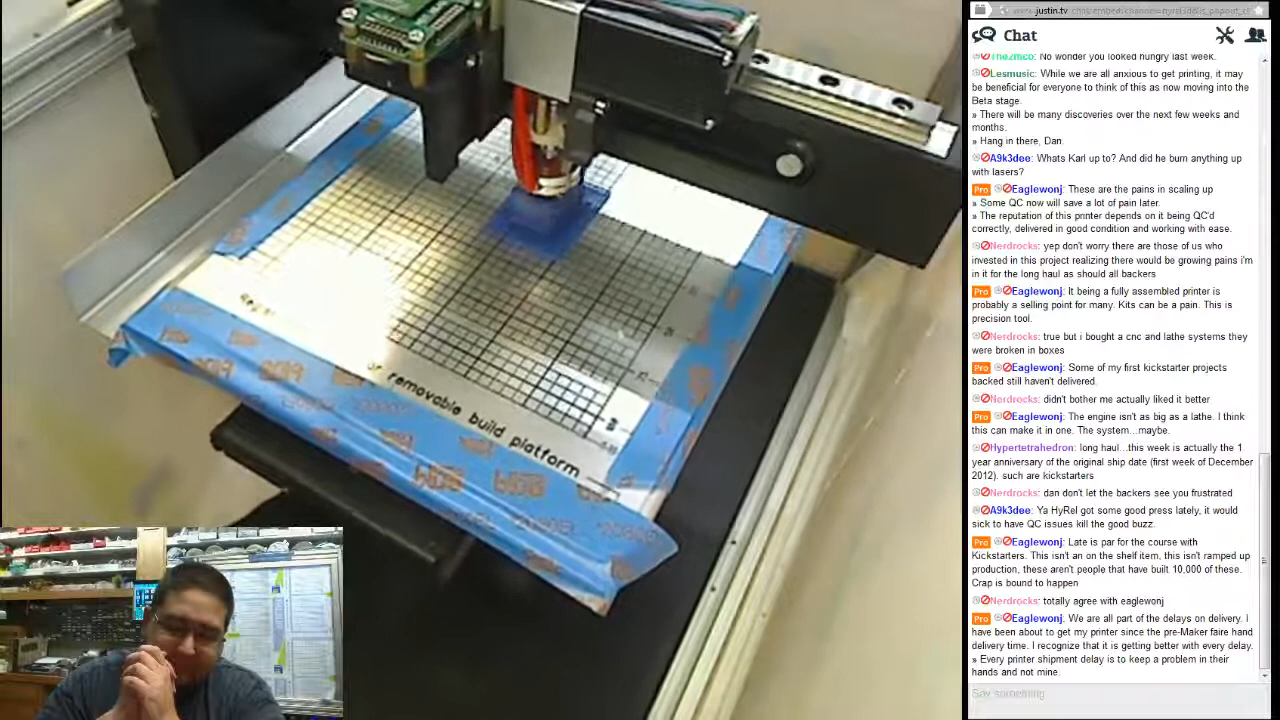 or removable build platform
www.justin.tv
Chat
The2mco: No wonder you looked hungry last week.
Lesmusic: While we are all anxious to get printing, it may
be beneficial for everyone to think of this as now moving into the
Beta stage.
» There will be many discoveries over the next few weeks and
months.
» Hang in there, Dan.
A9k3dee: Whats Karl up to? And did he burn anything up
with lasers?
Pro Eaglewonj: These are the pains in scaling up
» Some QC now will save a lot of pain later.
» The reputation of this printer depends on it being QC'd
correctly, delivered in good condition and working with ease.
Nerdrocks: yep don't worry there are those of us who
invested in this project realizing there would be growing pains i'm
in it for the long haul as should all backers
Pro Eaglewonj: It being a fully assembled printer is
probably a selling point for many. Kits can be a pain. This is
precision tool.
Nerdrocks: true but i bought a cnc and lathe systems they
were broken in boxes
Pro Eaglewonj: Some of my first kickstarter projects
backed still haven't delivered.
Nerdrocks: didn't bother me actually liked it better
Pro Eaglewonj: The engine isn't as big as a lathe. I think
this can make it in one. The system...maybe.
Hypertetrahedron: long haul...this week is actually the 1
year anniversary of the original ship date (first week of December
2012). such are kickstarters
Nerdrocks: dan don't let the backers see you frustrated
A9k3dee: Ya HyRel got some good press lately, it would
sick to have QC issues kill the good buzz.
Pro Eaglewonj: Late is par for the course with
Kickstarters. This isn't an on the shelf item, this isn't ramped up
production, these aren't people that have built 10,000 of these.
Crap is bound to happen
Nerdrocks: totally agree with eaglewonj
Pro Eaglewonj: We are all part of the delays on delivery. I
have been about to get my printer since the pre-Maker faire hand
delivery time. I recognize that it is getting better with every delay.
» Every printer shipment delay is to keep a problem in their
hands and not mine.
Say something